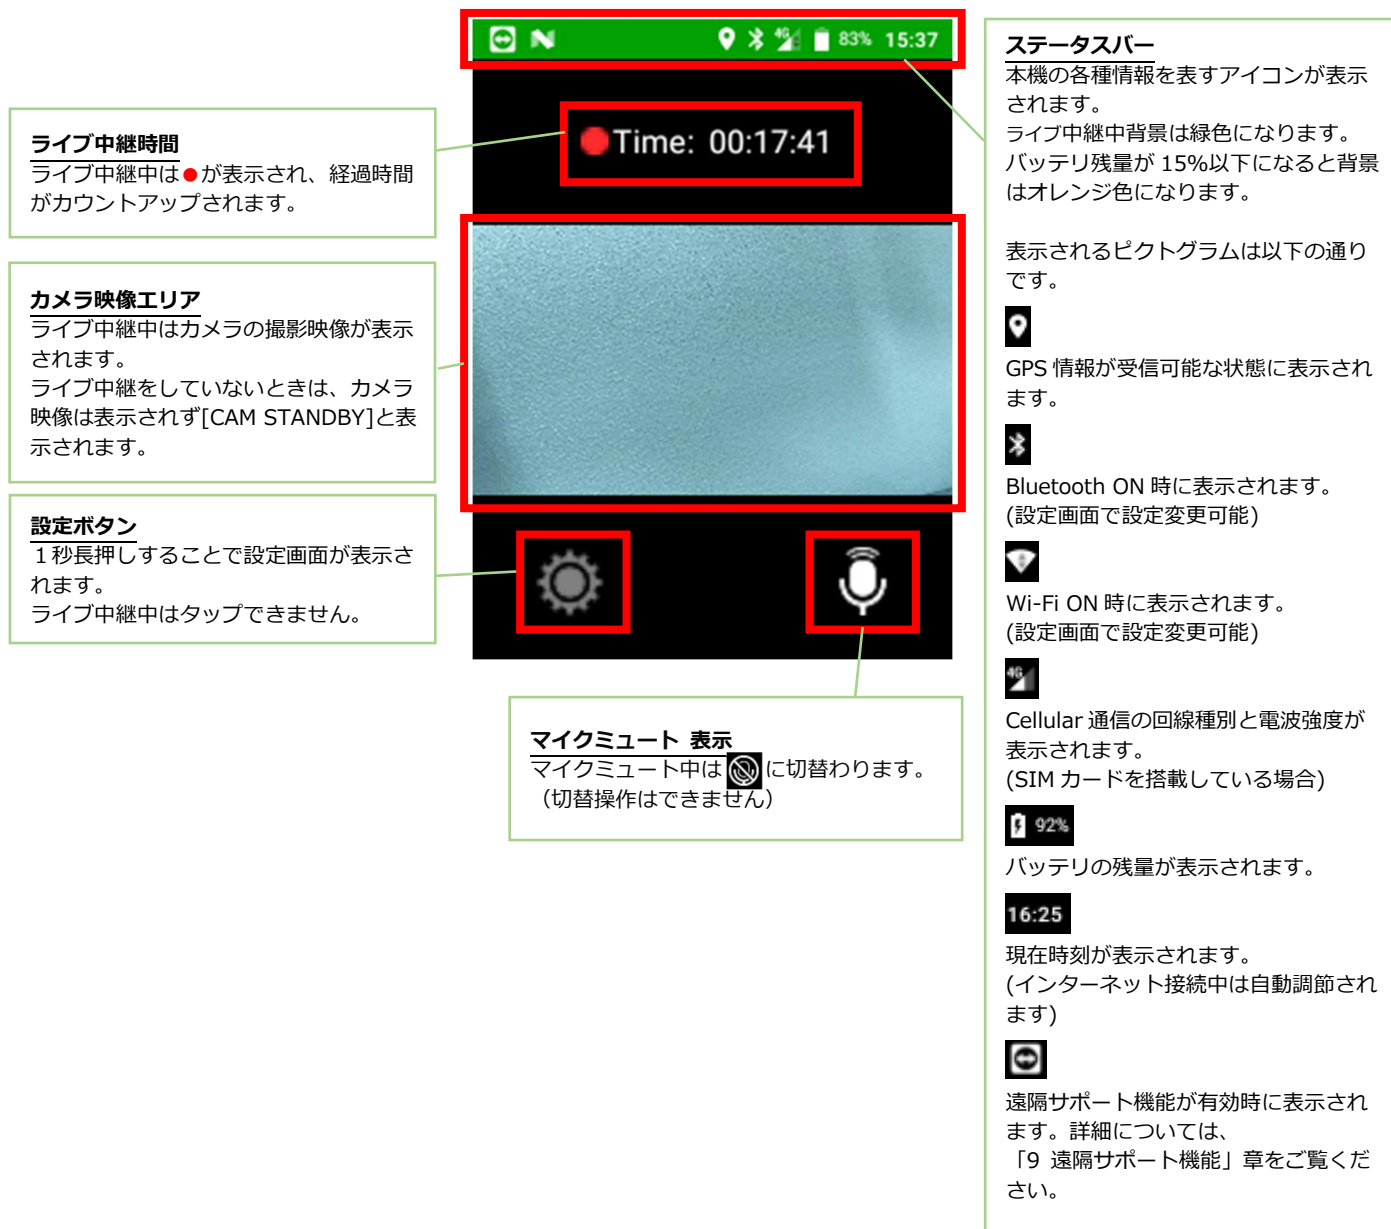 83% 15:37
Time: 00:17:41
ライブ中継時間
ライブ中継中は●が表示され、経過時間
がカウントアップされます。
カメラ映像エリア
ライブ中継中はカメラの撮影映像が表示
されます。
ライブ中継をしていないときは、カメラ
映像は表示されず[CAM STANDBY]と表
示されます。
設定ボタン
１秒長押しすることで設定画面が表示さ
れます。
ライブ中継中はタップできません。
マイクミュート 表示
マイクミュート中は に切替わります。
（切替操作はできません）
ステータスバー
本機の各種情報を表すアイコンが表示
されます。
ライブ中継中背景は緑色になります。
バッテリ残量が 15%以下になると背景
はオレンジ色になります。
表示されるピクトグラムは以下の通り
です。
GPS 情報が受信可能な状態に表示され
ます。
Bluetooth ON 時に表示されます。
(設定画面で設定変更可能)
Wi-Fi ON 時に表示されます。
(設定画面で設定変更可能)
4G
Cellular 通信の回線種別と電波強度が
表示されます。
(SIM カードを搭載している場合)
92%
バッテリの残量が表示されます。
16:25
現在時刻が表示されます。
(インターネット接続中は自動調節され
ます)
遠隔サポート機能が有効時に表示され
ます。詳細については、
「9 遠隔サポート機能」章をご覧くだ
さい。